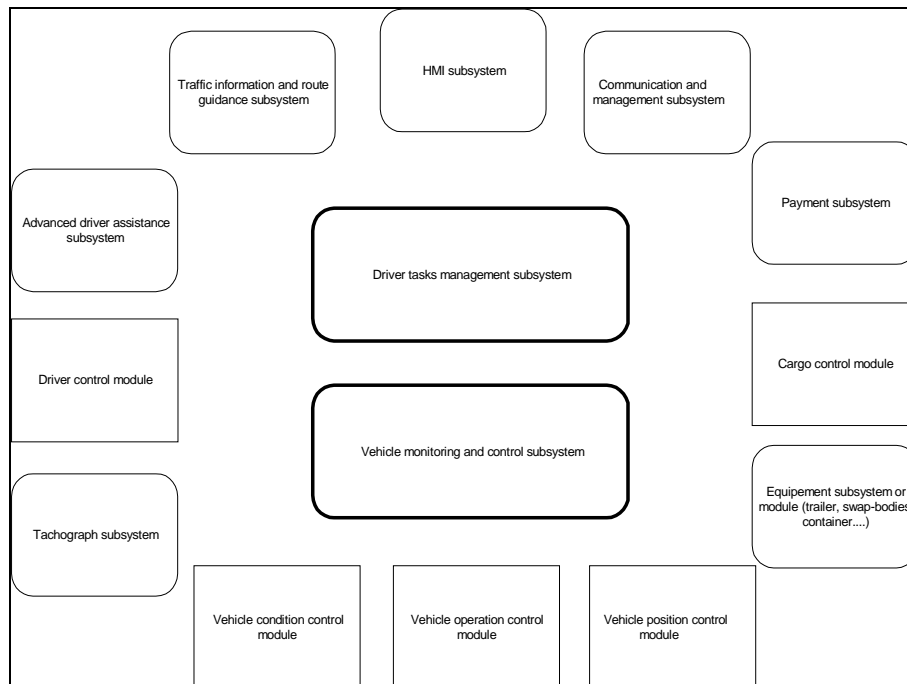 HMI subsystem
Traffic information and route
guidance subsystem
Communication and
management subsystem
Payment subsystem
Advanced driver assistance
subsystem
Driver tasks management subsystem
Driver control module
Cargo control module
Vehicle monitoring and control subsystem
Equipement subsystem or
module (trailer, swap-bodies
container....)
Tachograph subsystem
Vehicle condition control
module
Vehicle operation control
module
Vehicle position control
module